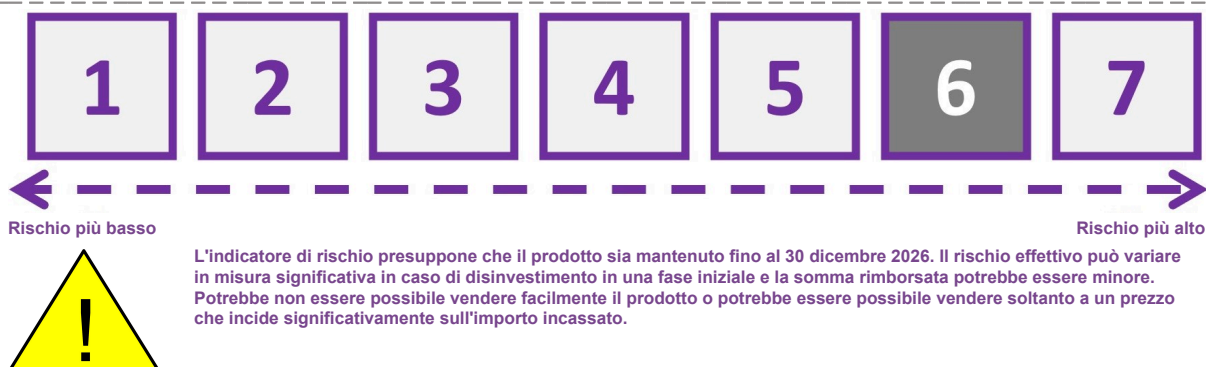 1 2 3 4 5 6 7
Rischio più basso Rischio più alto
L'indicatore di rischio presuppone che il prodotto sia mantenuto fino al 30 dicembre 2026. Il rischio effettivo può variare
in misura significativa in caso di disinvestimento in una fase iniziale e la somma rimborsata potrebbe essere minore.
Potrebbe non essere possibile vendere facilmente il prodotto o potrebbe essere possibile vendere soltanto a un prezzo
che incide significativamente sull'importo incassato.
!